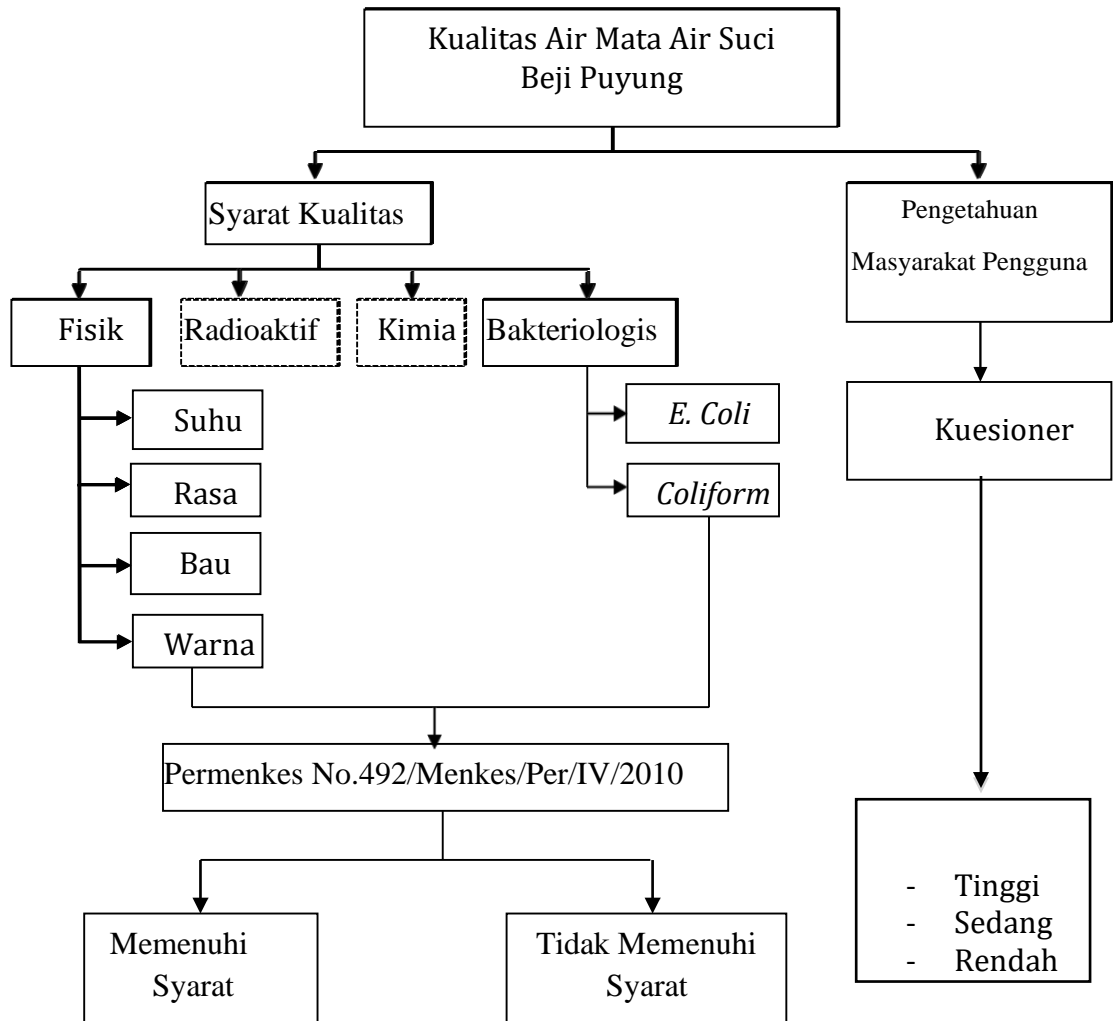 Kualitas Air Mata Air Suci
Beji Puyung
Syarat Kualitas
Pengetahuan
Masyarakat Pengguna
Fisik
Radioaktif
Kimia
Bakteriologis
Suhu
Rasa
Bau
Warna
E. Coli
Coliform
Kuesioner
Permenkes No.492/Menkes/Per/IV/2010
Memenuhi
Syarat
Tidak Memenuhi
Syarat
- Tinggi
- Sedang
- Rendah